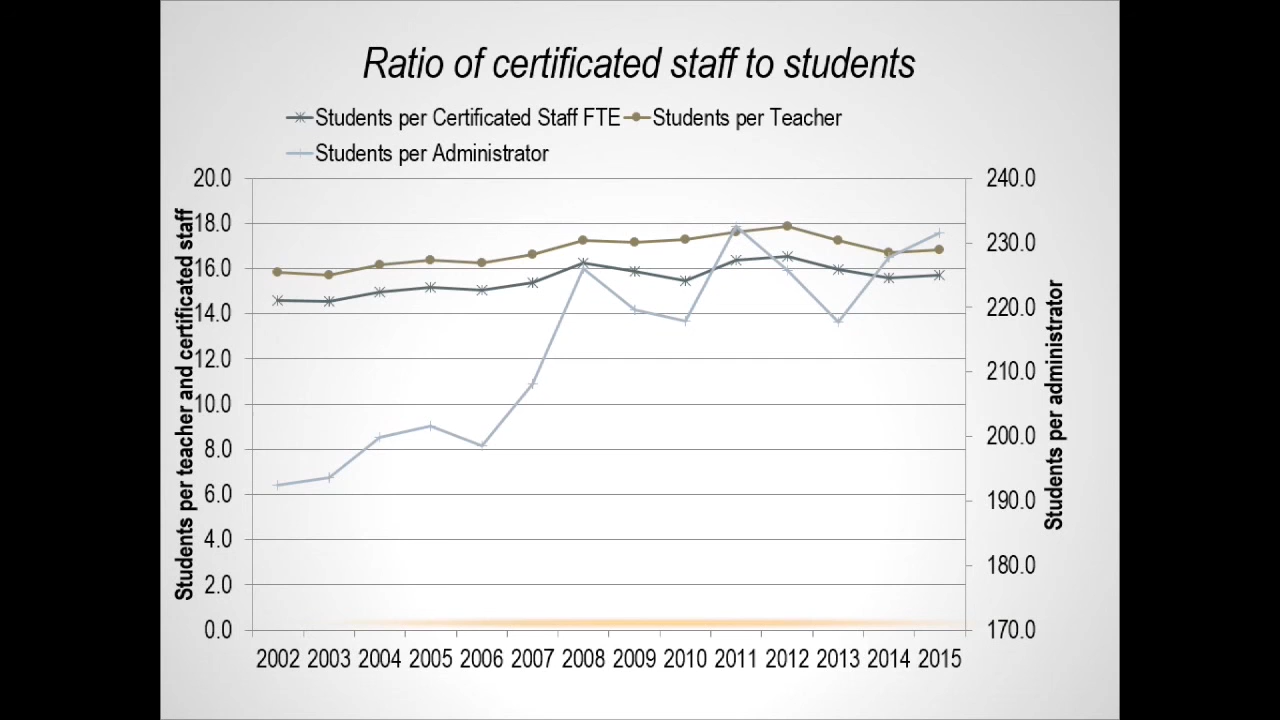 Ratio of certificated staff to students
Students per Certificated Staff FTE
Students per Teacher
Students per Administrator
20.0
18.0
16.0
14.0
12.0
10.0
8.0
6.0
4.0
2.0
0.0
Students per teacher and certificated staff
240.0
230.0
220.0
210.0
200.0
190.0
180.0
170.0
Students per administrator
2002 2003 2004 2005 2006 2007 2008 2009 2010 2011 2012 2013 2014 2015